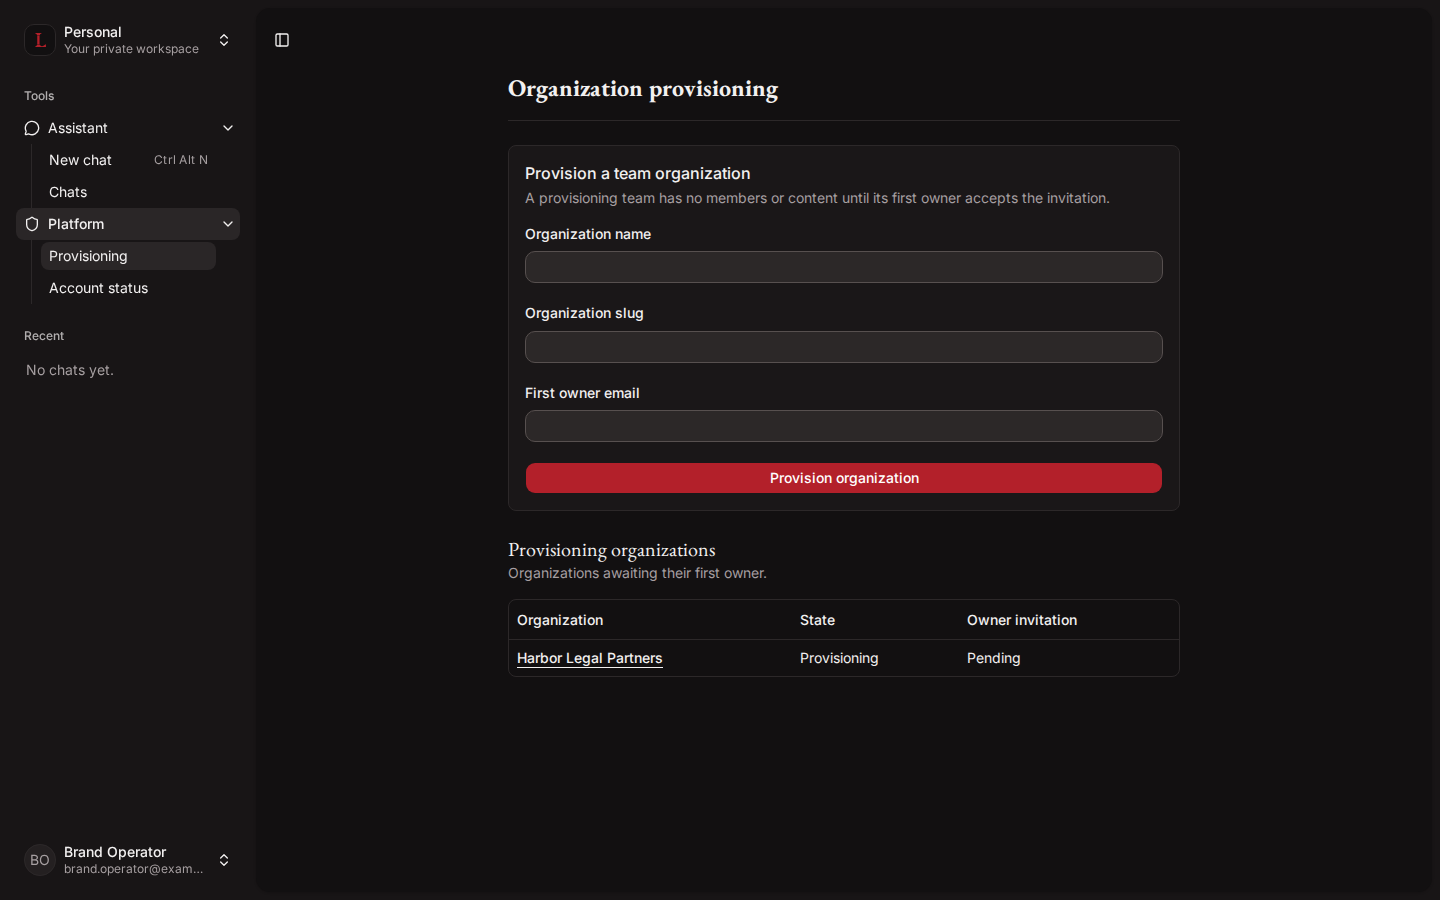 L
Personal
Your private workspace
Tools
Assistant
New chat Ctrl Alt N
Chats
Platform
Provisioning
Account status
Recent
No chats yet.
BO
Brand Operator
brand.operator@exam...
Organization provisioning
Provision a team organization
A provisioning team has no members or content until its first owner accepts the invitation.
Organization name
Organization slug
First owner email
Provision organization
Provisioning organizations
Organizations awaiting their first owner.
Organization State Owner invitation
Harbor Legal Partners Provisioning Pending